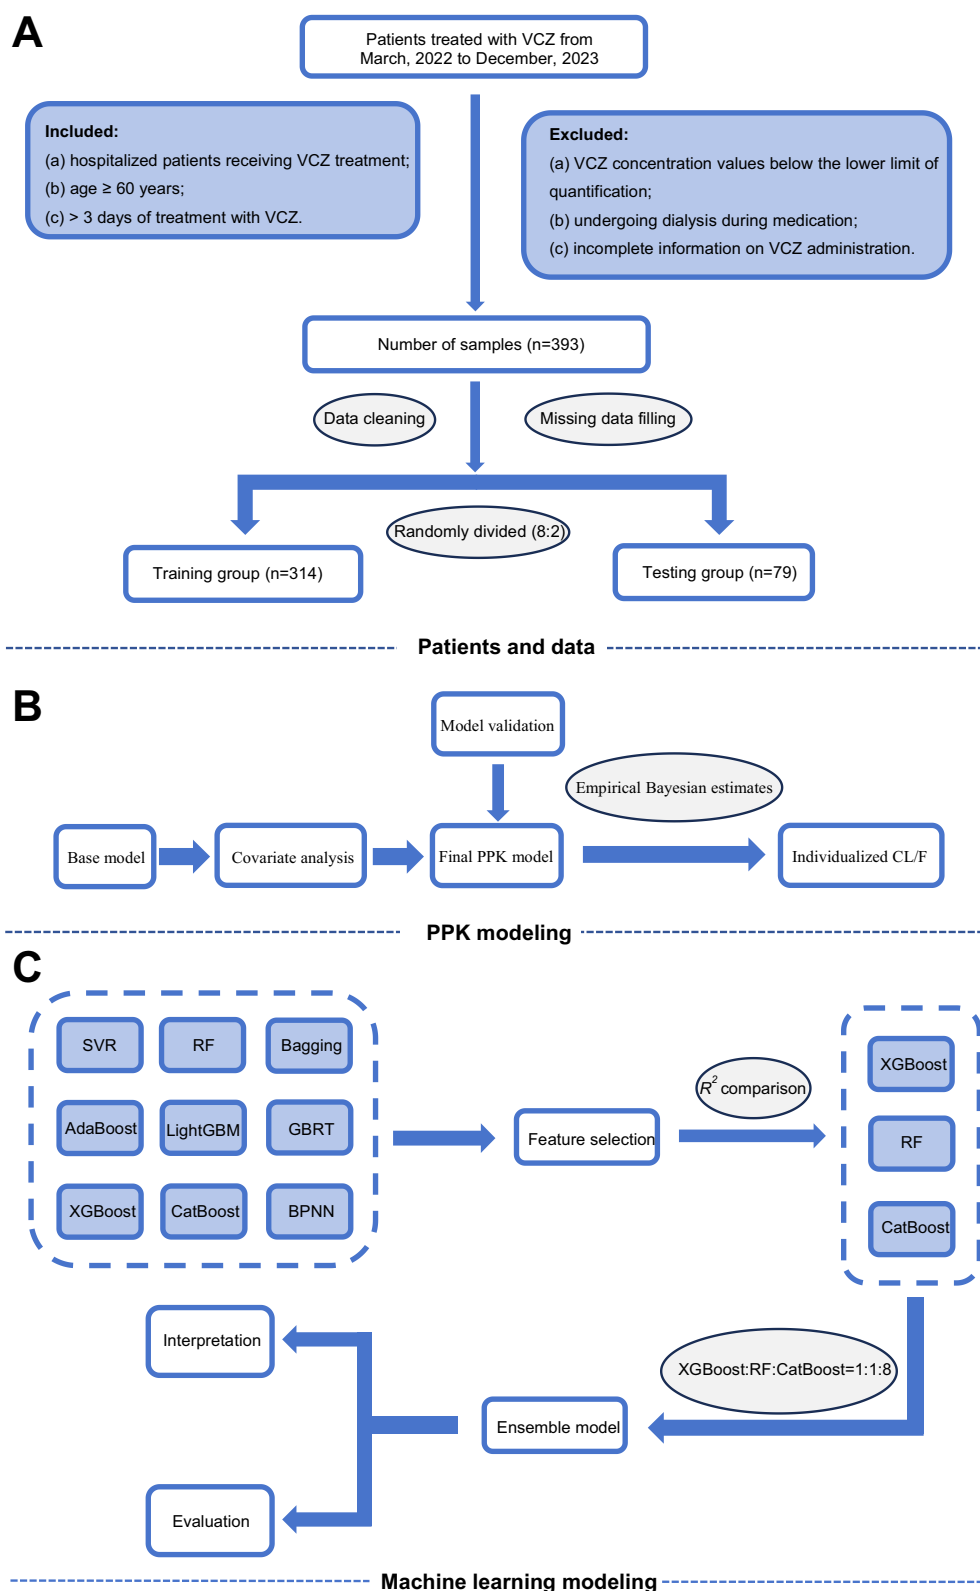 A
Patients treated with VCZ from
March, 2022 to December, 2023
Included:
(a) hospitalized patients receiving VCZ treatment;
(b) age ≥ 60 years;
(c) > 3 days of treatment with VCZ.
Excluded:
(a) VCZ concentration values below the lower limit of
quantification;
(b) undergoing dialysis during medication;
(c) incomplete information on VCZ administration.
Number of samples (n=393)
Data cleaning
Missing data filling
Randomly divided (8:2)
Training group (n=314)
Testing group (n=79)
Patients and data
B
Model validation
Empirical Bayesian estimates
Base model
Covariate analysis
Final PPK model
Individualized CL/F
PPK modeling
C
SVR
RF
Bagging
AdaBoost
LightGBM
GBRT
XGBoost
CatBoost
BPNN
Feature selection
R² comparison
XGBoost
RF
CatBoost
XGBoost:RF:CatBoost=1:1:8
Ensemble model
Interpretation
Evaluation
Machine learning modeling